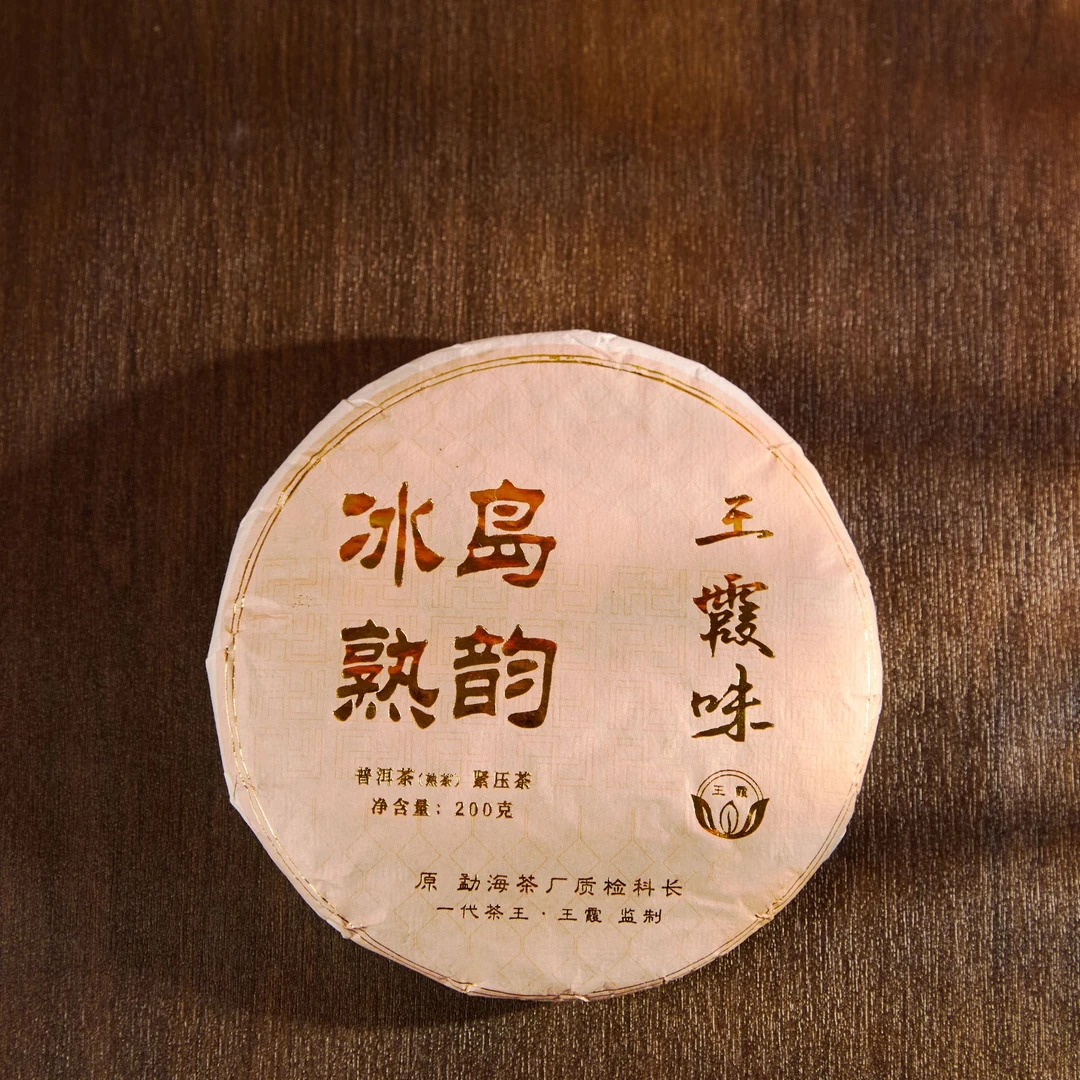 冰岛
熟韵
普洱茶(熟茶) 紧压茶
净含量：200克
王霞味
王霞
原 勐海茶厂质检科长
一代茶王·王霞 监制